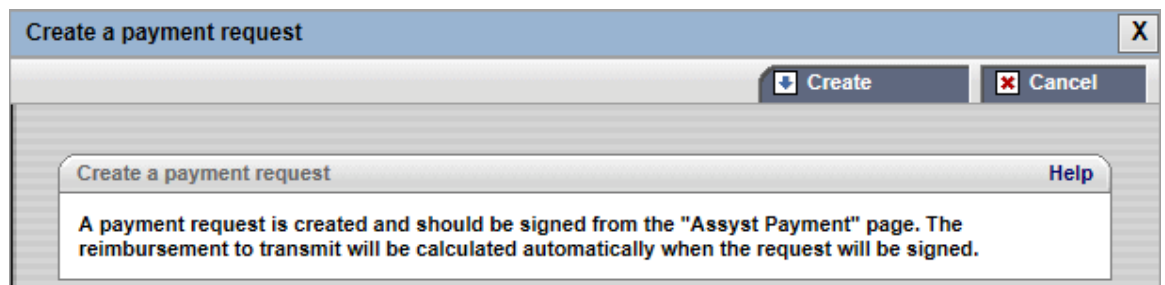 Create a payment request
X
Create
Cancel
Create a payment request
Help
A payment request is created and should be signed from the "Assyst Payment" page. The
reimbursement to transmit will be calculated automatically when the request will be signed.